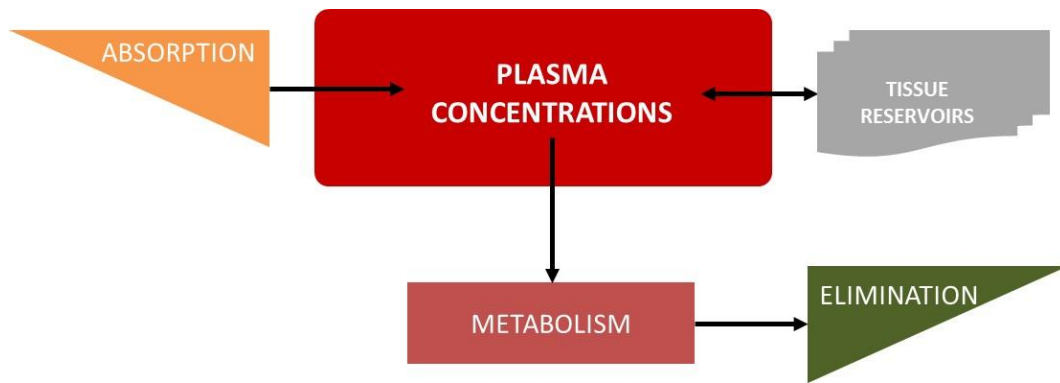 ABSORPTION
PLASMA
CONCENTRATIONS
TISSUE
RESERVOIRS
METABOLISM
ELIMINATION